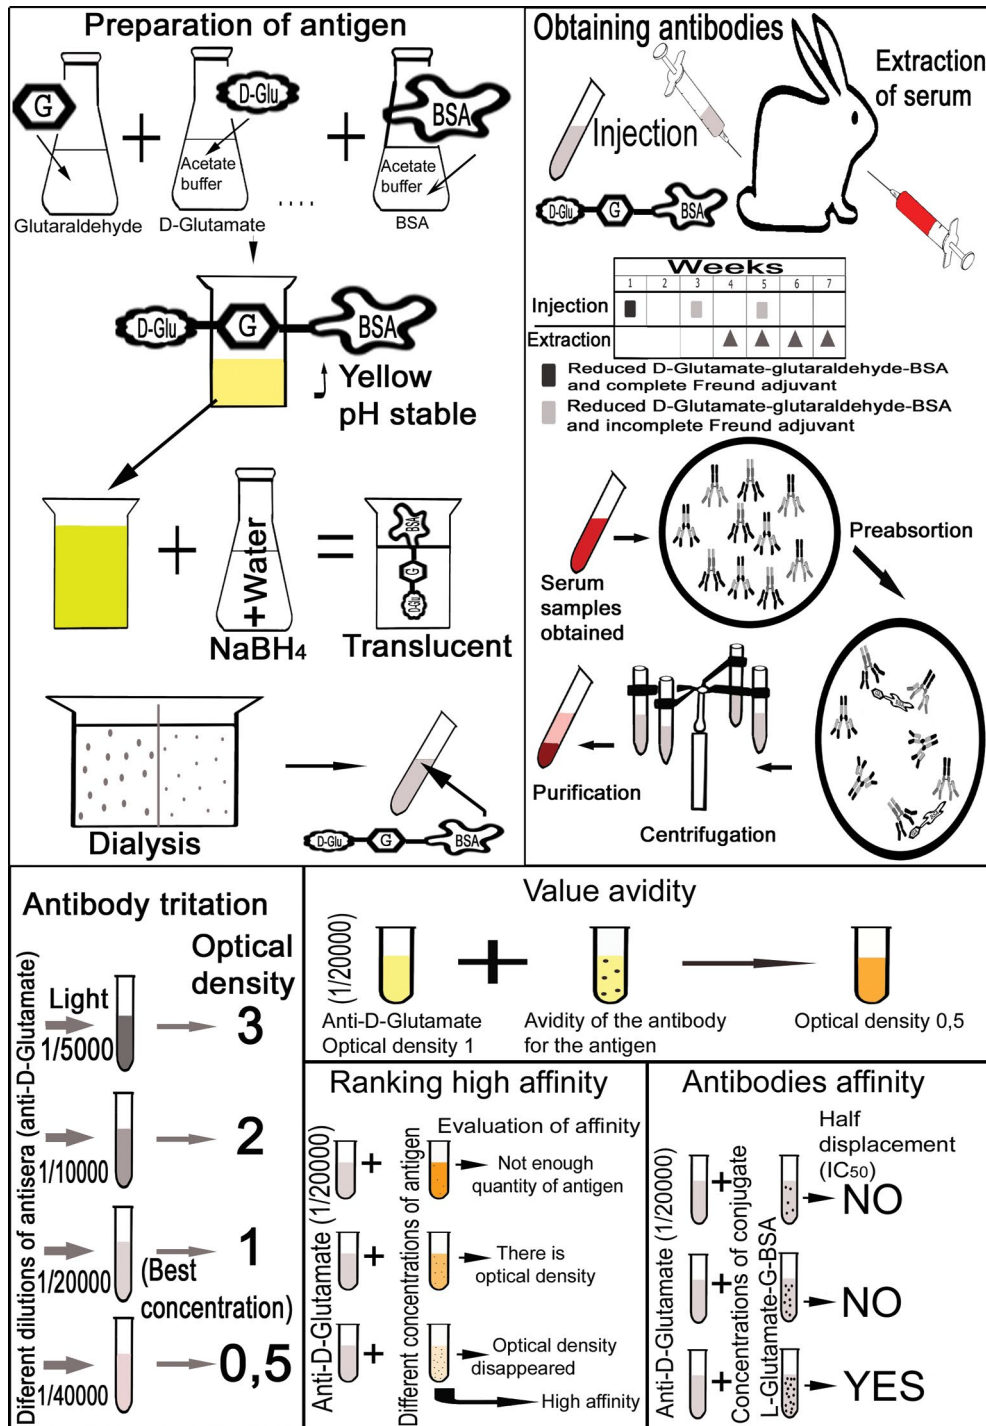 Preparation of antigen
G
D-Glu
BSA
Acetate
buffer
Acetate
buffer
Glutaraldehyde
D-Glutamate
....
BSA
D-Glu
G
BSA
Yellow
pH stable
+Water
NaBH4
BSA
G
D-Glu
Translucent
Dialysis
D-Glu
G
BSA
Obtaining antibodies
Extraction
of serum
Injection
D-Glu
G
BSA
Weeks
1 2 3 4 5 6 7
Injection
Extraction
Reduced D-Glutamate-glutaraldehyde-BSA
and complete Freund adjuvant
Reduced D-Glutamate-glutaraldehyde-BSA
and incomplete Freund adjuvant
Serum
samples
obtained
Preabsortion
Purification
Centrifugation
Antibody tritation
Different dilutions of antisera (anti-D-Glutamate)
Optical
density
Light
1/5000
3
1/10000
2
1/20000
1
(Best
concentration)
1/40000
0,5
Value avidity
(1/20000)
Anti-D-Glutamate
Optical density 1
Avidity of the antibody
for the antigen
Optical density 0,5
Ranking high affinity
Anti-D-Glutamate (1/20000)
Different concentrations of antigen
Evaluation of affinity
Not enough
quantity of antigen
There is
optical density
Optical density
disappeared
High affinity
Antibodies affinity
Anti-D-Glutamate (1/20000)
Concentrations of conjugate
L-Glutamate-G-BSA
Half
displacement
(IC50)
NO
NO
YES